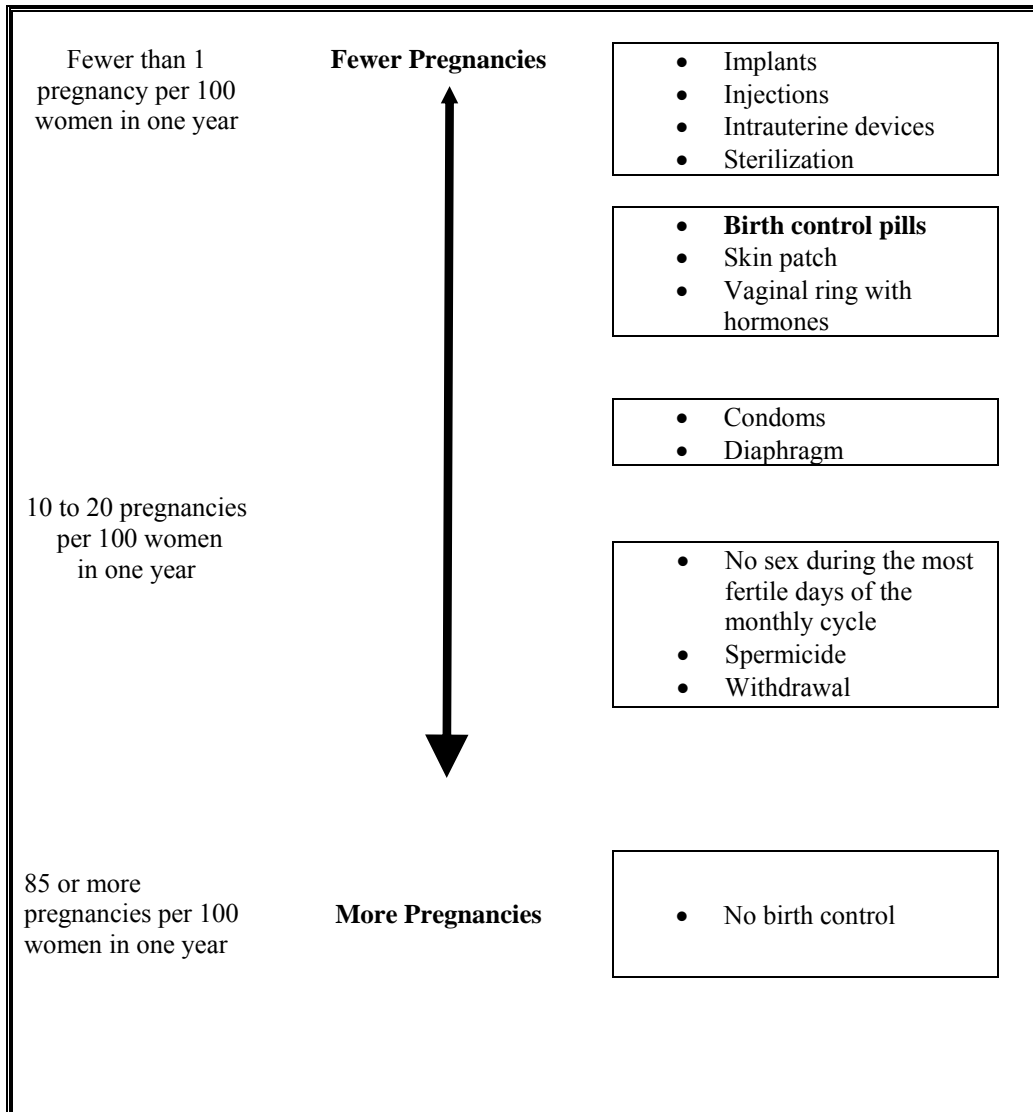 Fewer than 1
pregnancy per 100
women in one year
Fewer Pregnancies
• Implants
• Injections
• Intrauterine devices
• Sterilization
• Birth control pills
• Skin patch
• Vaginal ring with
hormones
• Condoms
• Diaphragm
10 to 20 pregnancies
per 100 women
in one year
• No sex during the most
fertile days of the
monthly cycle
• Spermicide
• Withdrawal
85 or more
pregnancies per 100
women in one year
More Pregnancies
• No birth control